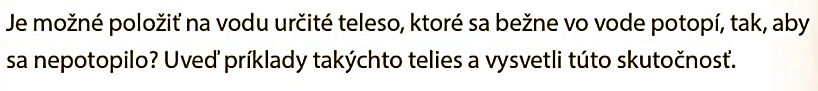 Je možné položiť na vodu určité teleso, ktoré sa bežne vo vode potopí, tak, aby
sa nepotopilo? Uveď príklady takýchto telies a vysvetli túto skutočnosť.